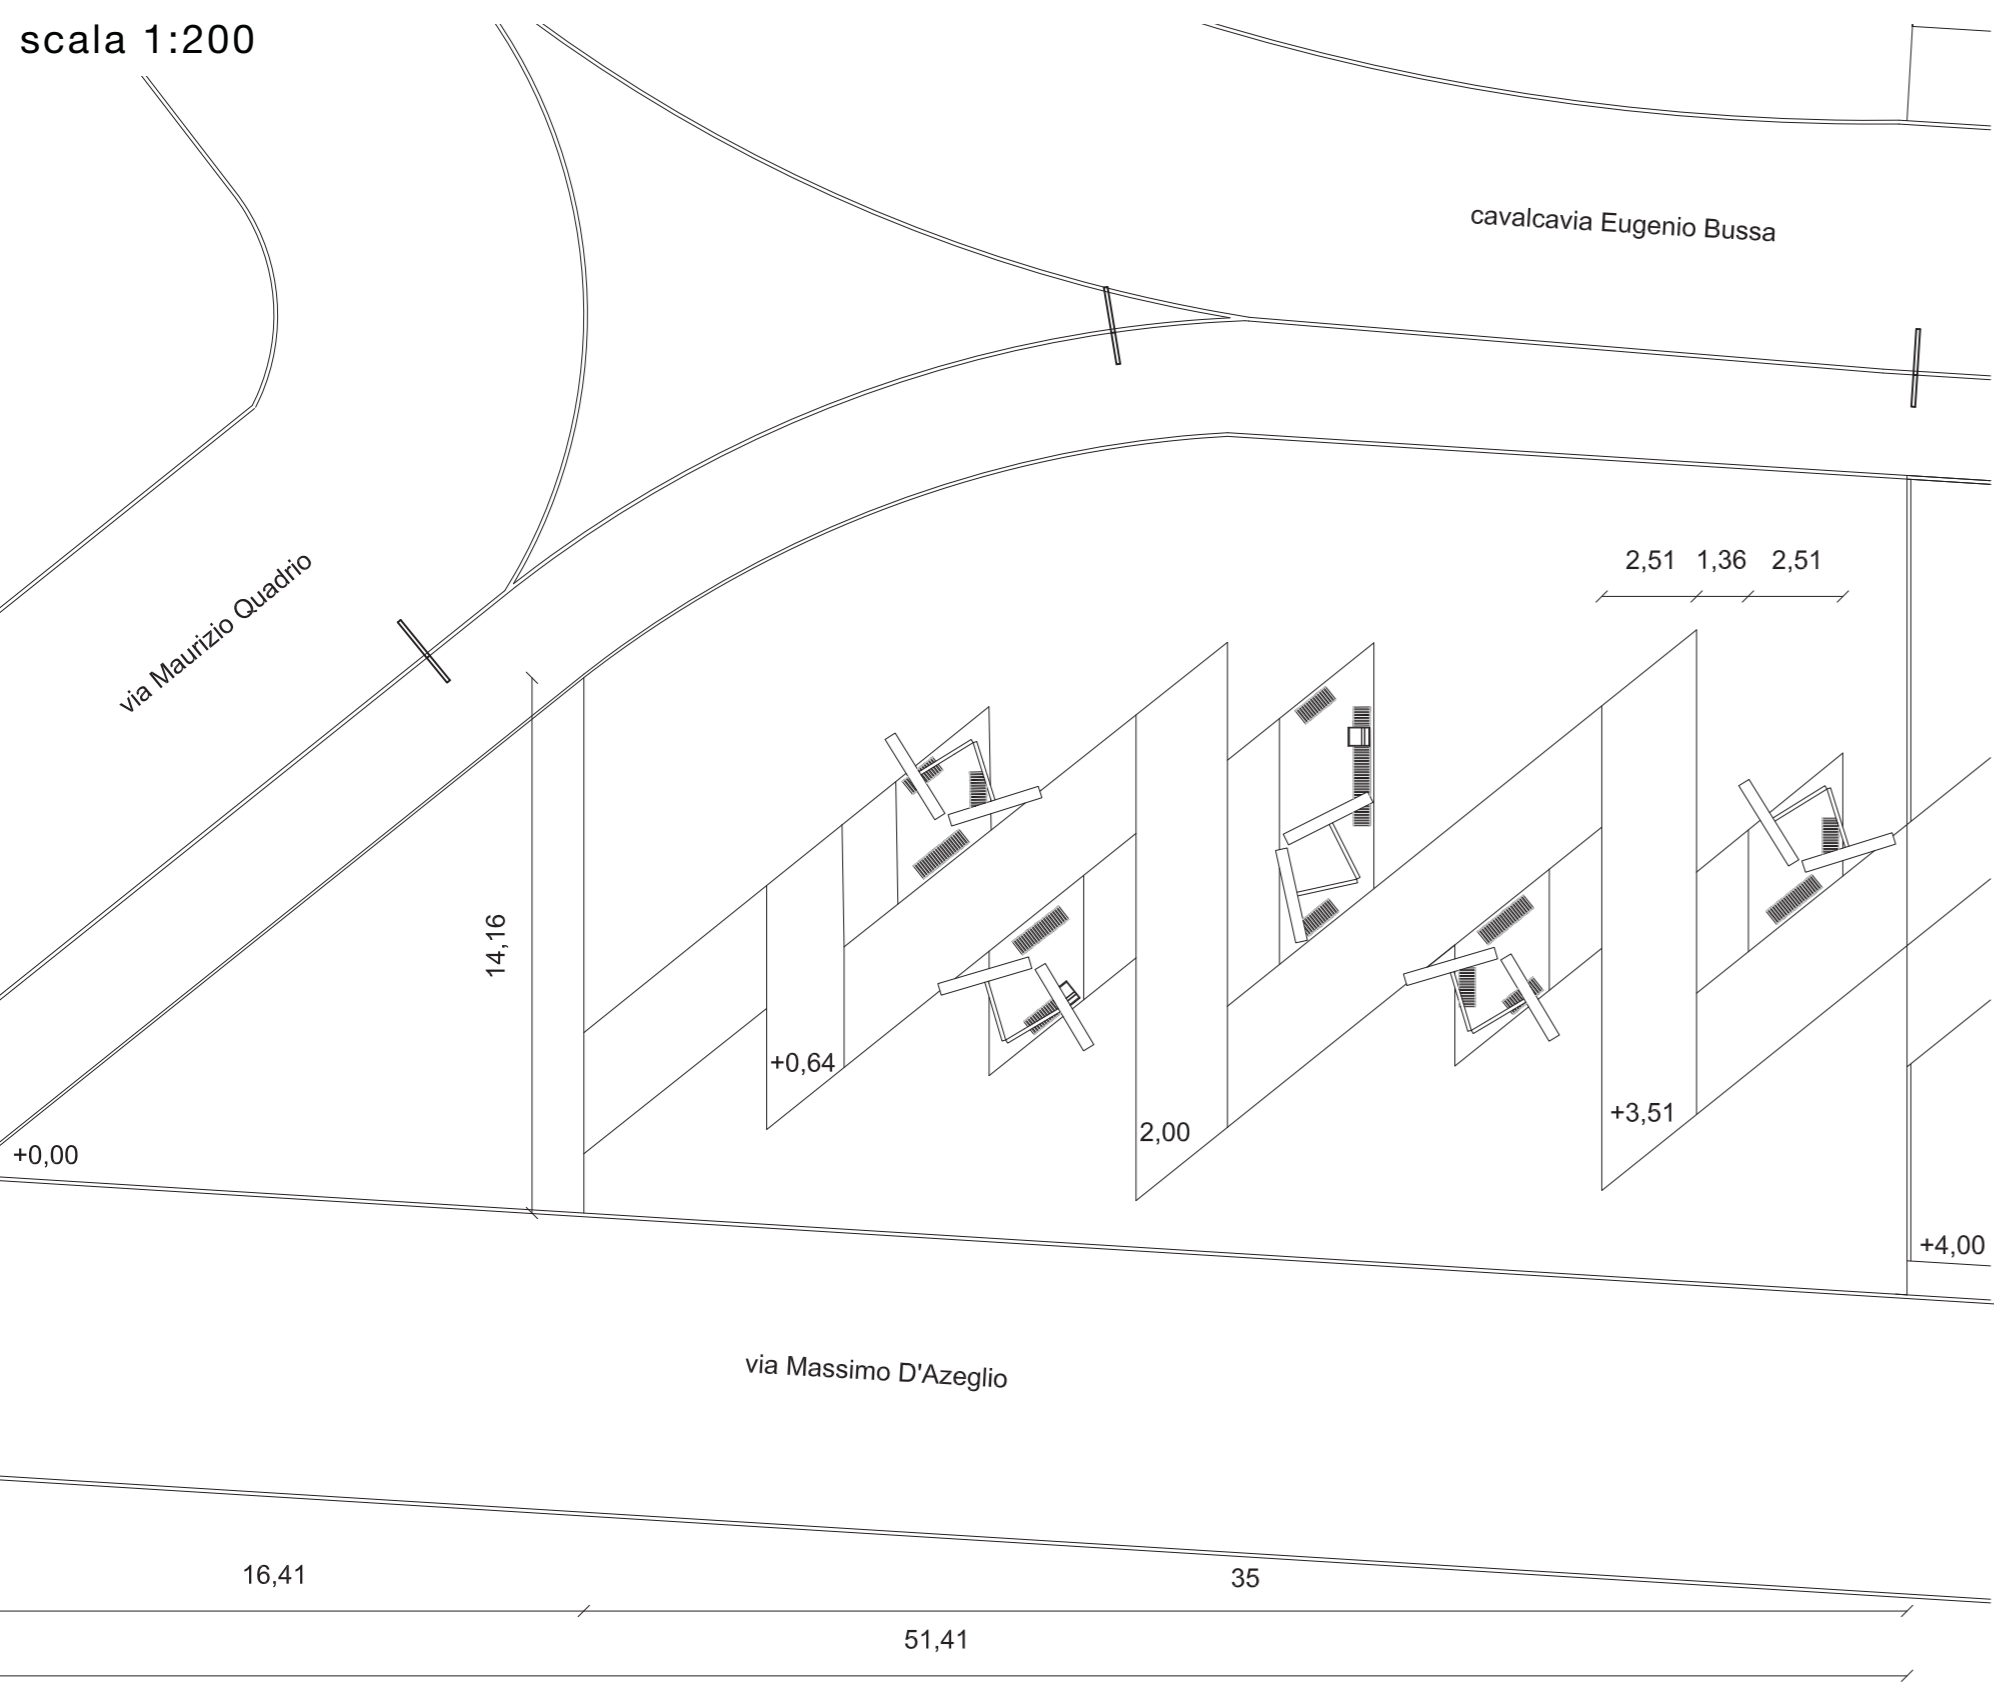 scala 1:200
cavalcavia Eugenio Bussa
via Maurizio Quadrio
2,51 1,36 2,51
14,16
+0,64
2,00
+3,51
+0,00
+4,00
via Massimo D'Azeglio
16,41
35
51,41